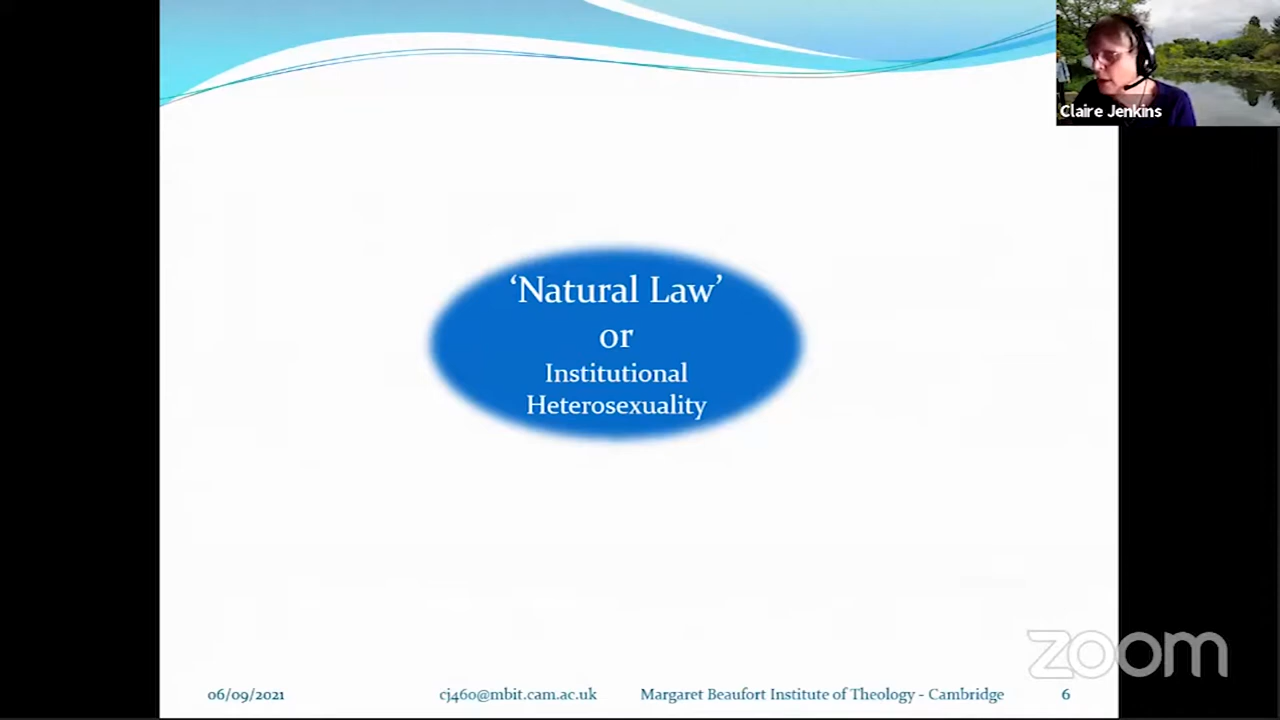 Claire Jenkins
‘Natural Law’
or
Institutional
Heterosexuality
zoom
06/09/2021
cj460@mbit.cam.ac.uk
Margaret Beaufort Institute of Theology - Cambridge
6